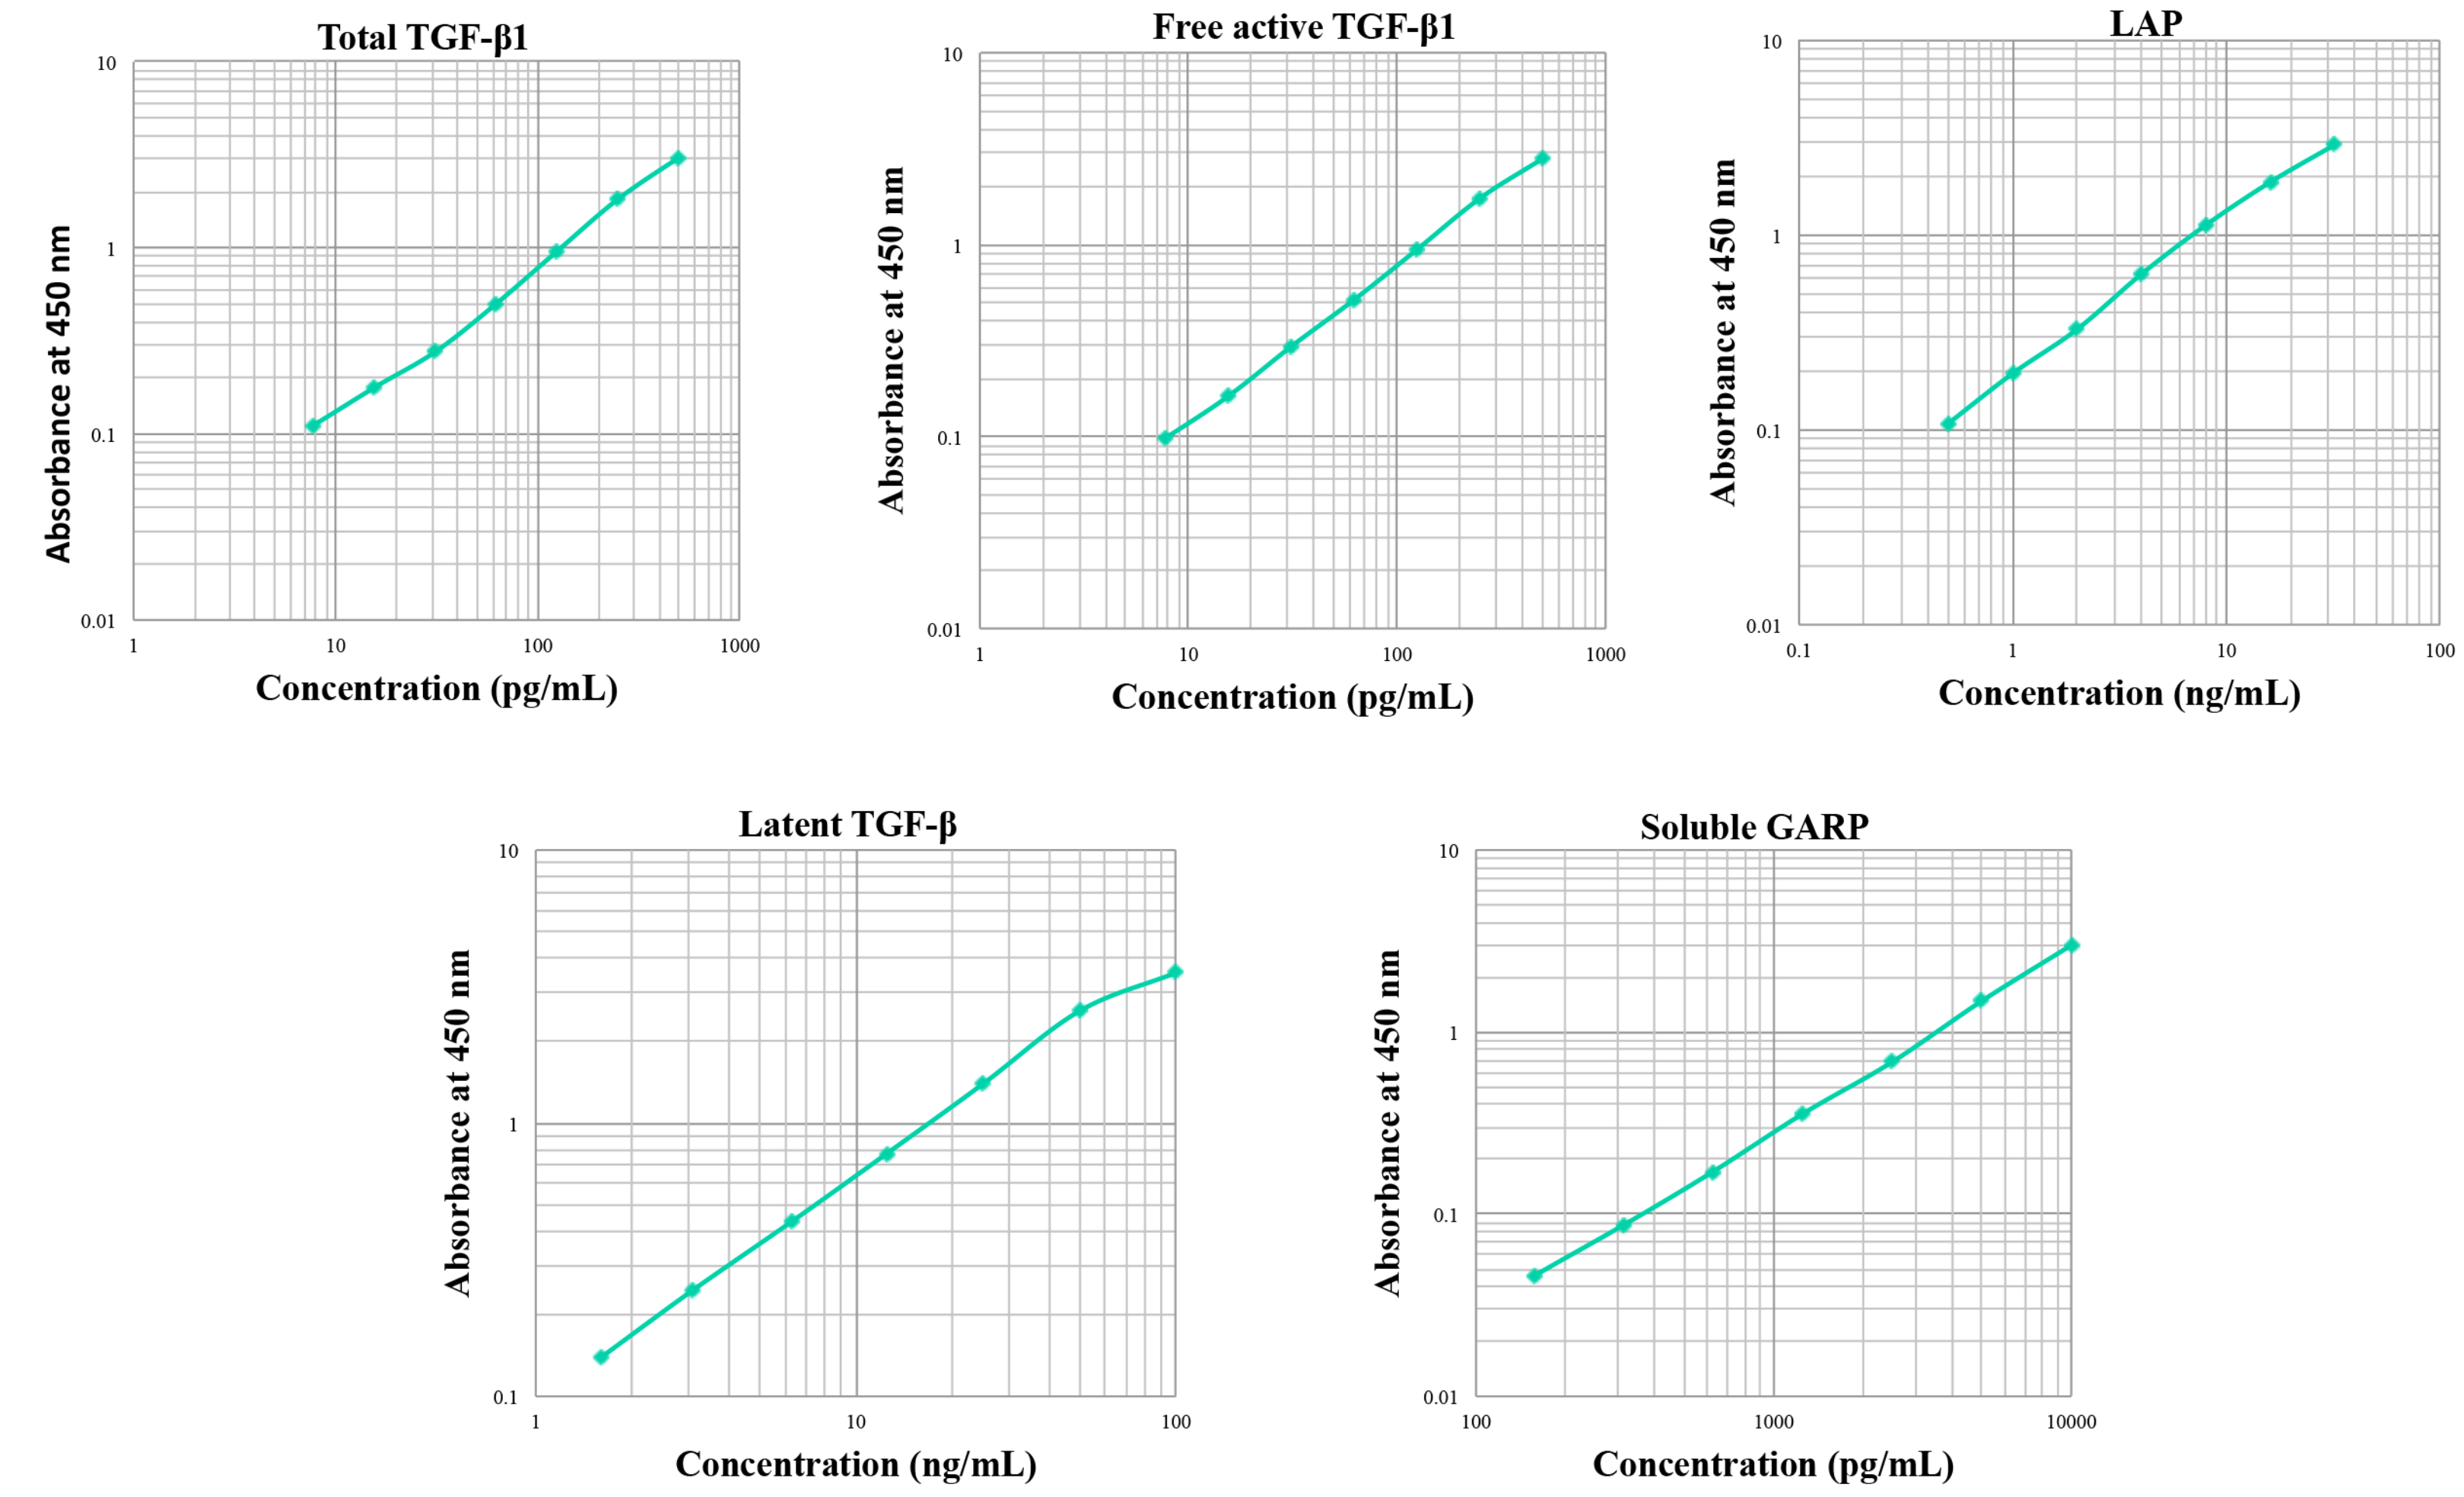 Total TGF-β1
10
1
0.1
0.01
1 10 100 1000
Absorbance at 450 nm
Concentration (pg/mL)
Free active TGF-β1
10
1
0.1
0.01
1 10 100 1000
Absorbance at 450 nm
Concentration (pg/mL)
LAP
10
1
0.1
0.01
0.1 1 10 100
Absorbance at 450 nm
Concentration (ng/mL)
Latent TGF-β
10
1
0.1
1 10 100
Absorbance at 450 nm
Concentration (ng/mL)
Soluble GARP
10
1
0.1
0.01
100 1000 10000
Absorbance at 450 nm
Concentration (pg/mL)